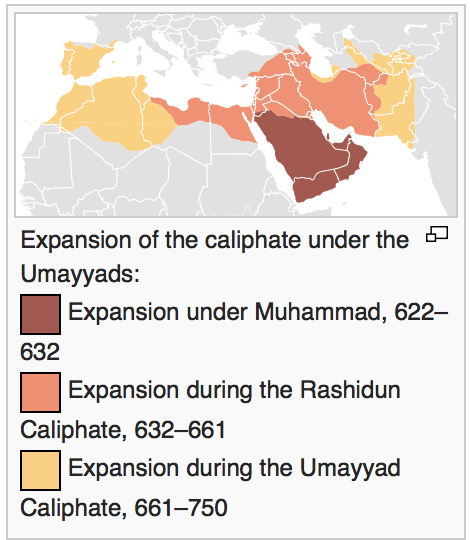 Expansion of the caliphate under the
Umayyads:
Expansion under Muhammad, 622–
632
Expansion during the Rashidun
Caliphate, 632–661
Expansion during the Umayyad
Caliphate, 661–750